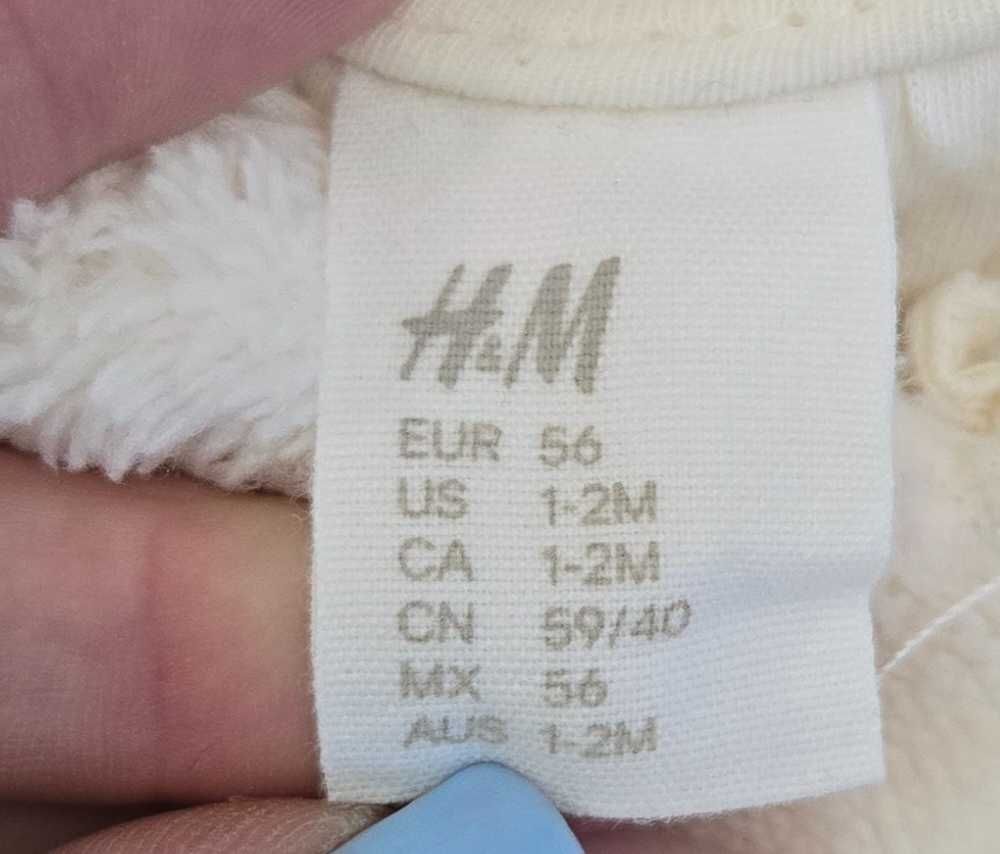 H&M
EUR 56
US 1-2M
CA 1-2M
CN 59/40
MX 56
AUS 1-2M